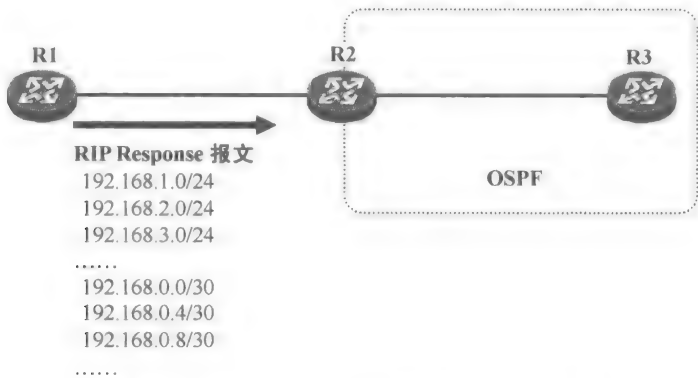 R1
R2
R3
RIP Response 报文
192.168.1.0/24
192.168.2.0/24
192.168.3.0/24
……
192.168.0.0/30
192.168.0.4/30
192.168.0.8/30
……
OSPF